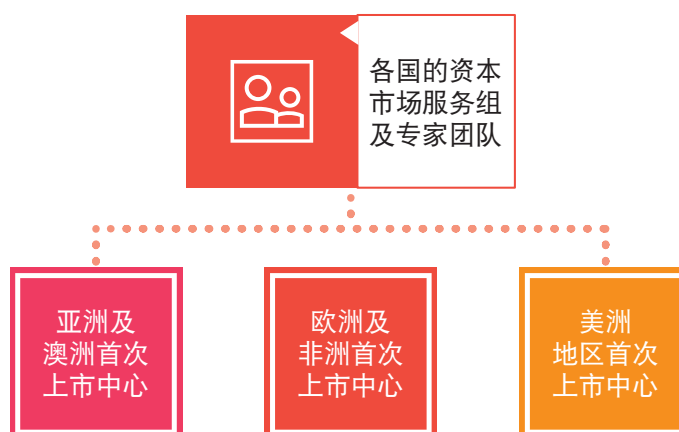 各国的资本
市场服务组
及专家团队
亚洲及
澳洲首次
上市中心
欧洲及
非洲首次
上市中心
美洲
地区首次
上市中心